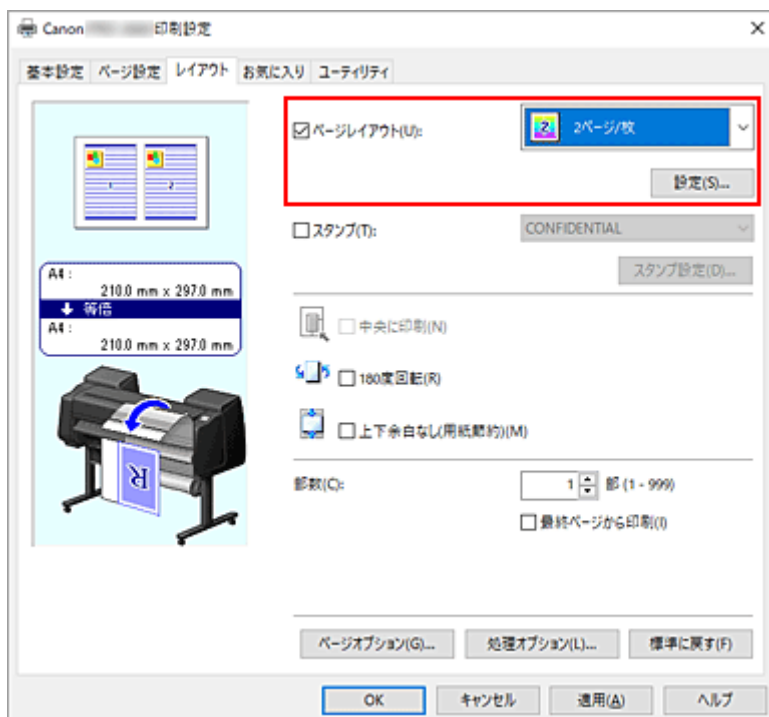 Canon 印刷設定
基本設定 ページ設定 レイアウト お気に入り ユーティリティ
ページレイアウト(U): 2ページ/枚
設定(S)...
スタンプ(T): CONFIDENTIAL
スタンプ設定(D)...
1 2
A4 :
210.0 mm x 297.0 mm
等倍
A4 :
210.0 mm x 297.0 mm
R
中央に印刷(N)
180度回転(R)
上下余白なし(用紙節約)(M)
部数(C): 1 部 (1 - 999)
最終ページから印刷(I)
ページオプション(G)... 処理オプション(L)... 標準に戻す(F)
OK キャンセル 適用(A) ヘルプ